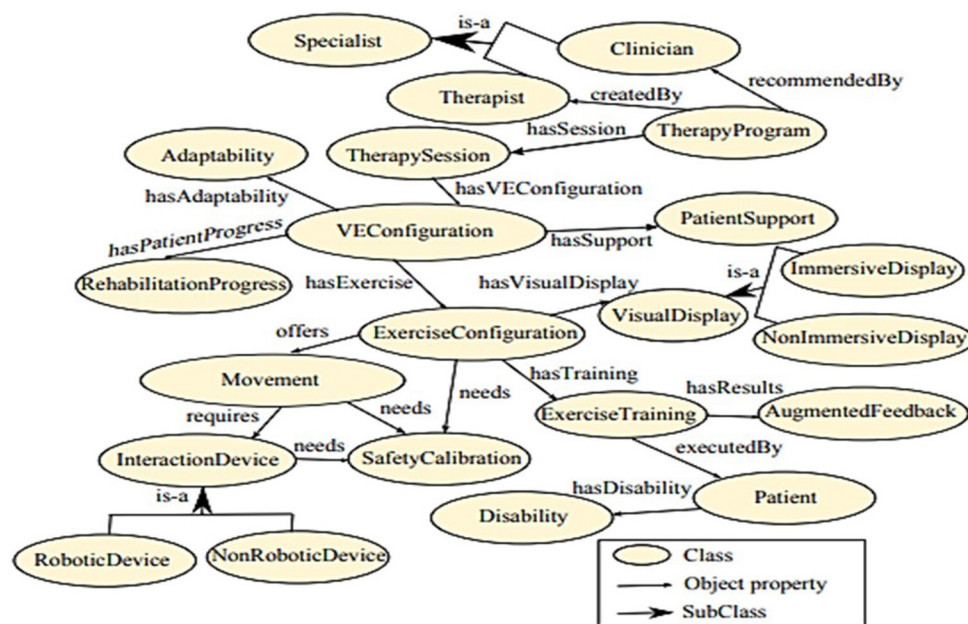 is-a
Specialist
Clinician
recommendedBy
Therapist
createdBy
TherapyProgram
hasSession
Adaptability
TherapySession
hasAdaptability
hasVEConfiguration
PatientSupport
hasPatientProgress
VEConfiguration
hasSupport
ImmersiveDisplay
is-a
RehabilitationProgress
hasExercise
hasVisualDisplay
VisualDisplay
NonImmersiveDisplay
offers
ExerciseConfiguration
Movement
hasTraining
hasResults
needs
requires
needs
ExerciseTraining
AugmentedFeedback
executedBy
InteractionDevice
needs
SafetyCalibration
is-a
hasDisability
Patient
Disability
RoboticDevice
NonRoboticDevice
Class
Object property
SubClass